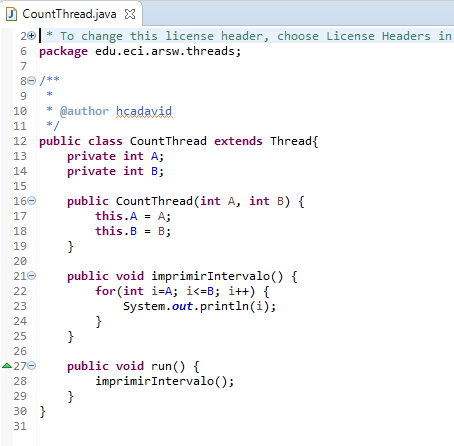 CountThread.java
2 * To change this license header, choose License Headers in
6 package edu.eci.arsw.threads;
7
8 /**
9 *
10 * @author hcadavid
11 */
12 public class CountThread extends Thread{
13 private int A;
14 private int B;
15
16 public CountThread(int A, int B) {
17 this.A = A;
18 this.B = B;
19 }
20
21 public void imprimirIntervalo() {
22 for(int i=A; i<=B; i++) {
23 System.out.println(i);
24 }
25 }
26
27 public void run() {
28 imprimirIntervalo();
29 }
30 }
31